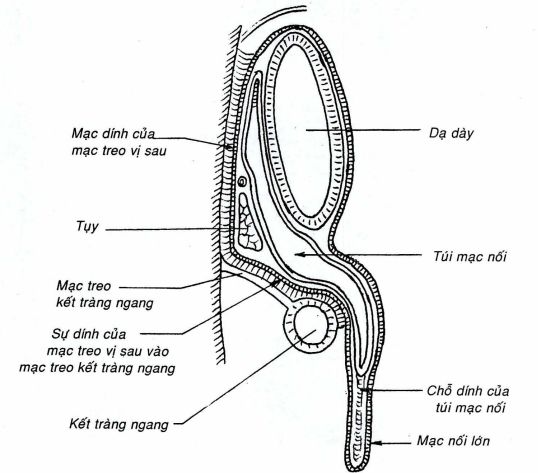 Mạc dính của
mạc treo vị sau
Tụy
Mạc treo
kết tràng ngang
Sự dính của
mạc treo vị sau vào
mạc treo kết tràng ngang
Kết tràng ngang
Dạ dày
Túi mạc nối
Chỗ dính của
túi mạc nối
Mạc nối lớn